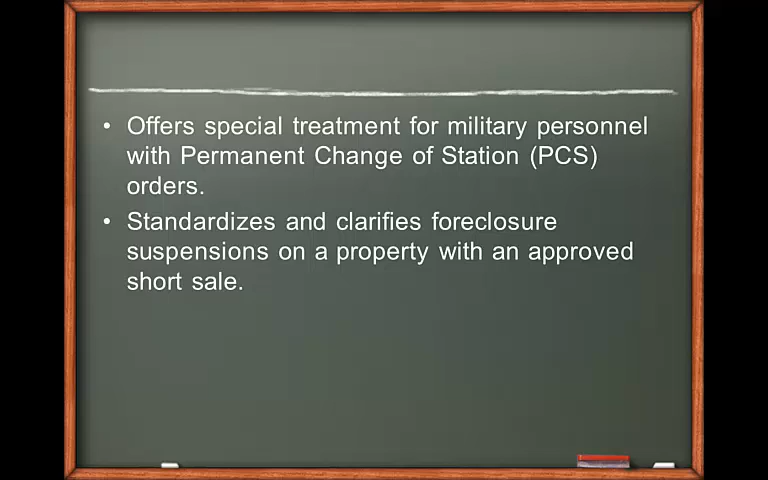 • Offers special treatment for military personnel
with Permanent Change of Station (PCS)
orders.
• Standardizes and clarifies foreclosure
suspensions on a property with an approved
short sale.